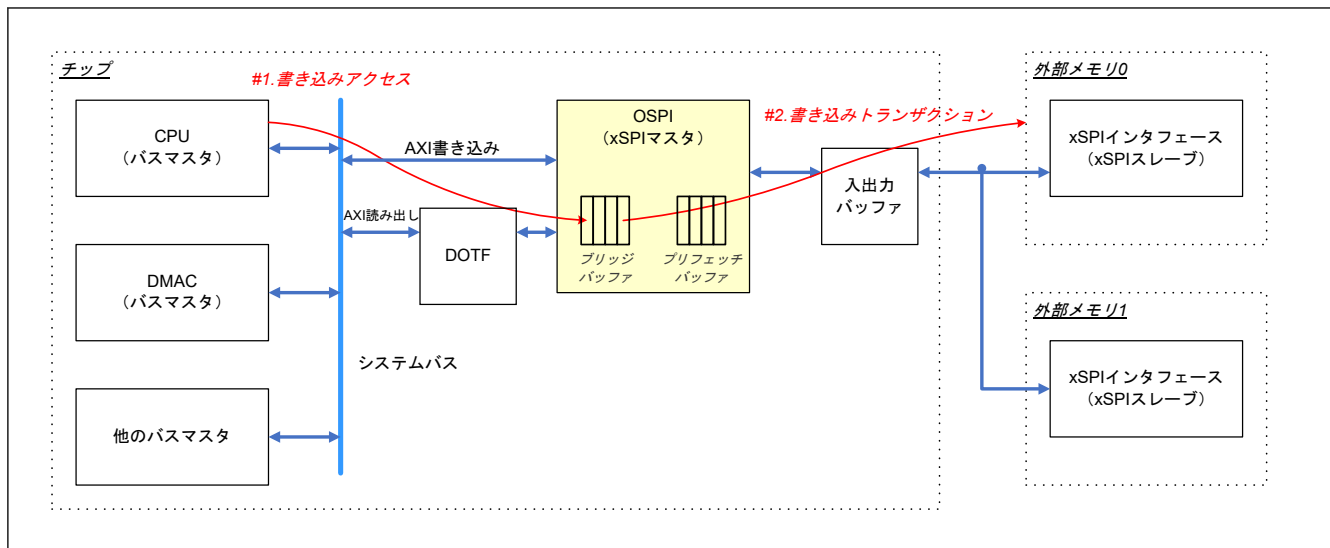 チップ
#1.書き込みアクセス
CPU
（バスマスタ）
DMAC
（バスマスタ）
他のバスマスタ
AXI書き込み
AXI読み出し
DOTF
システムバス
OSPI
（xSPIマスタ）
ブリッジ
バッファ
プリフェッチ
バッファ
#2.書き込みトランザクション
入出力
バッファ
外部メモリ0
xSPIインタフェース
（xSPIスレーブ）
外部メモリ1
xSPIインタフェース
（xSPIスレーブ）